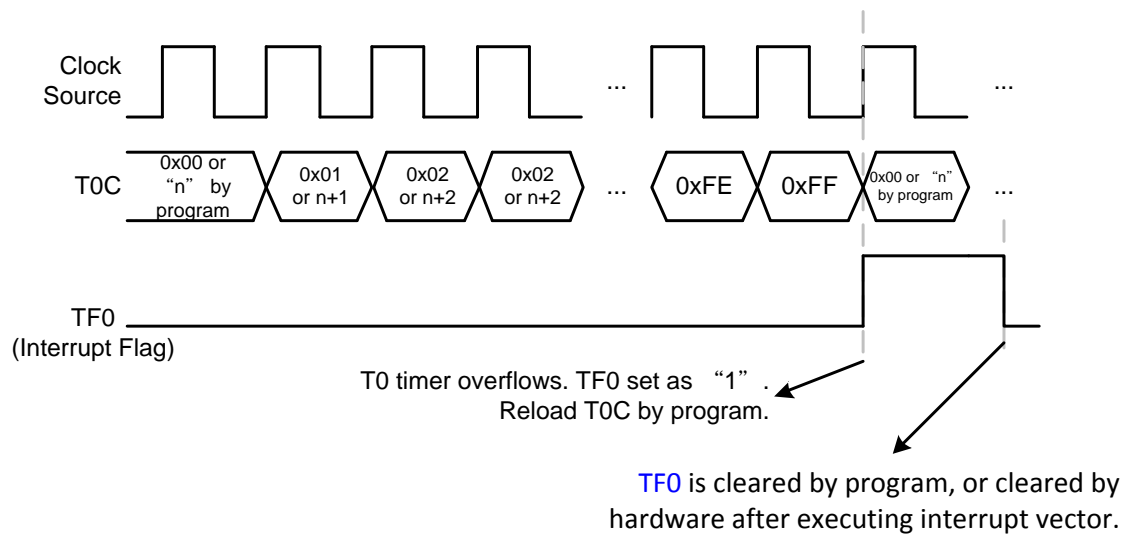 Clock
Source
...
...
T0C
0x00 or
“n” by
program
0x01
or n+1
0x02
or n+2
0x02
or n+2
...
0xFE
0xFF
0x00 or “n”
by program
...
TF0
(Interrupt Flag)
T0 timer overflows. TF0 set as “1” .
Reload T0C by program.
TF0 is cleared by program, or cleared by
hardware after executing interrupt vector.